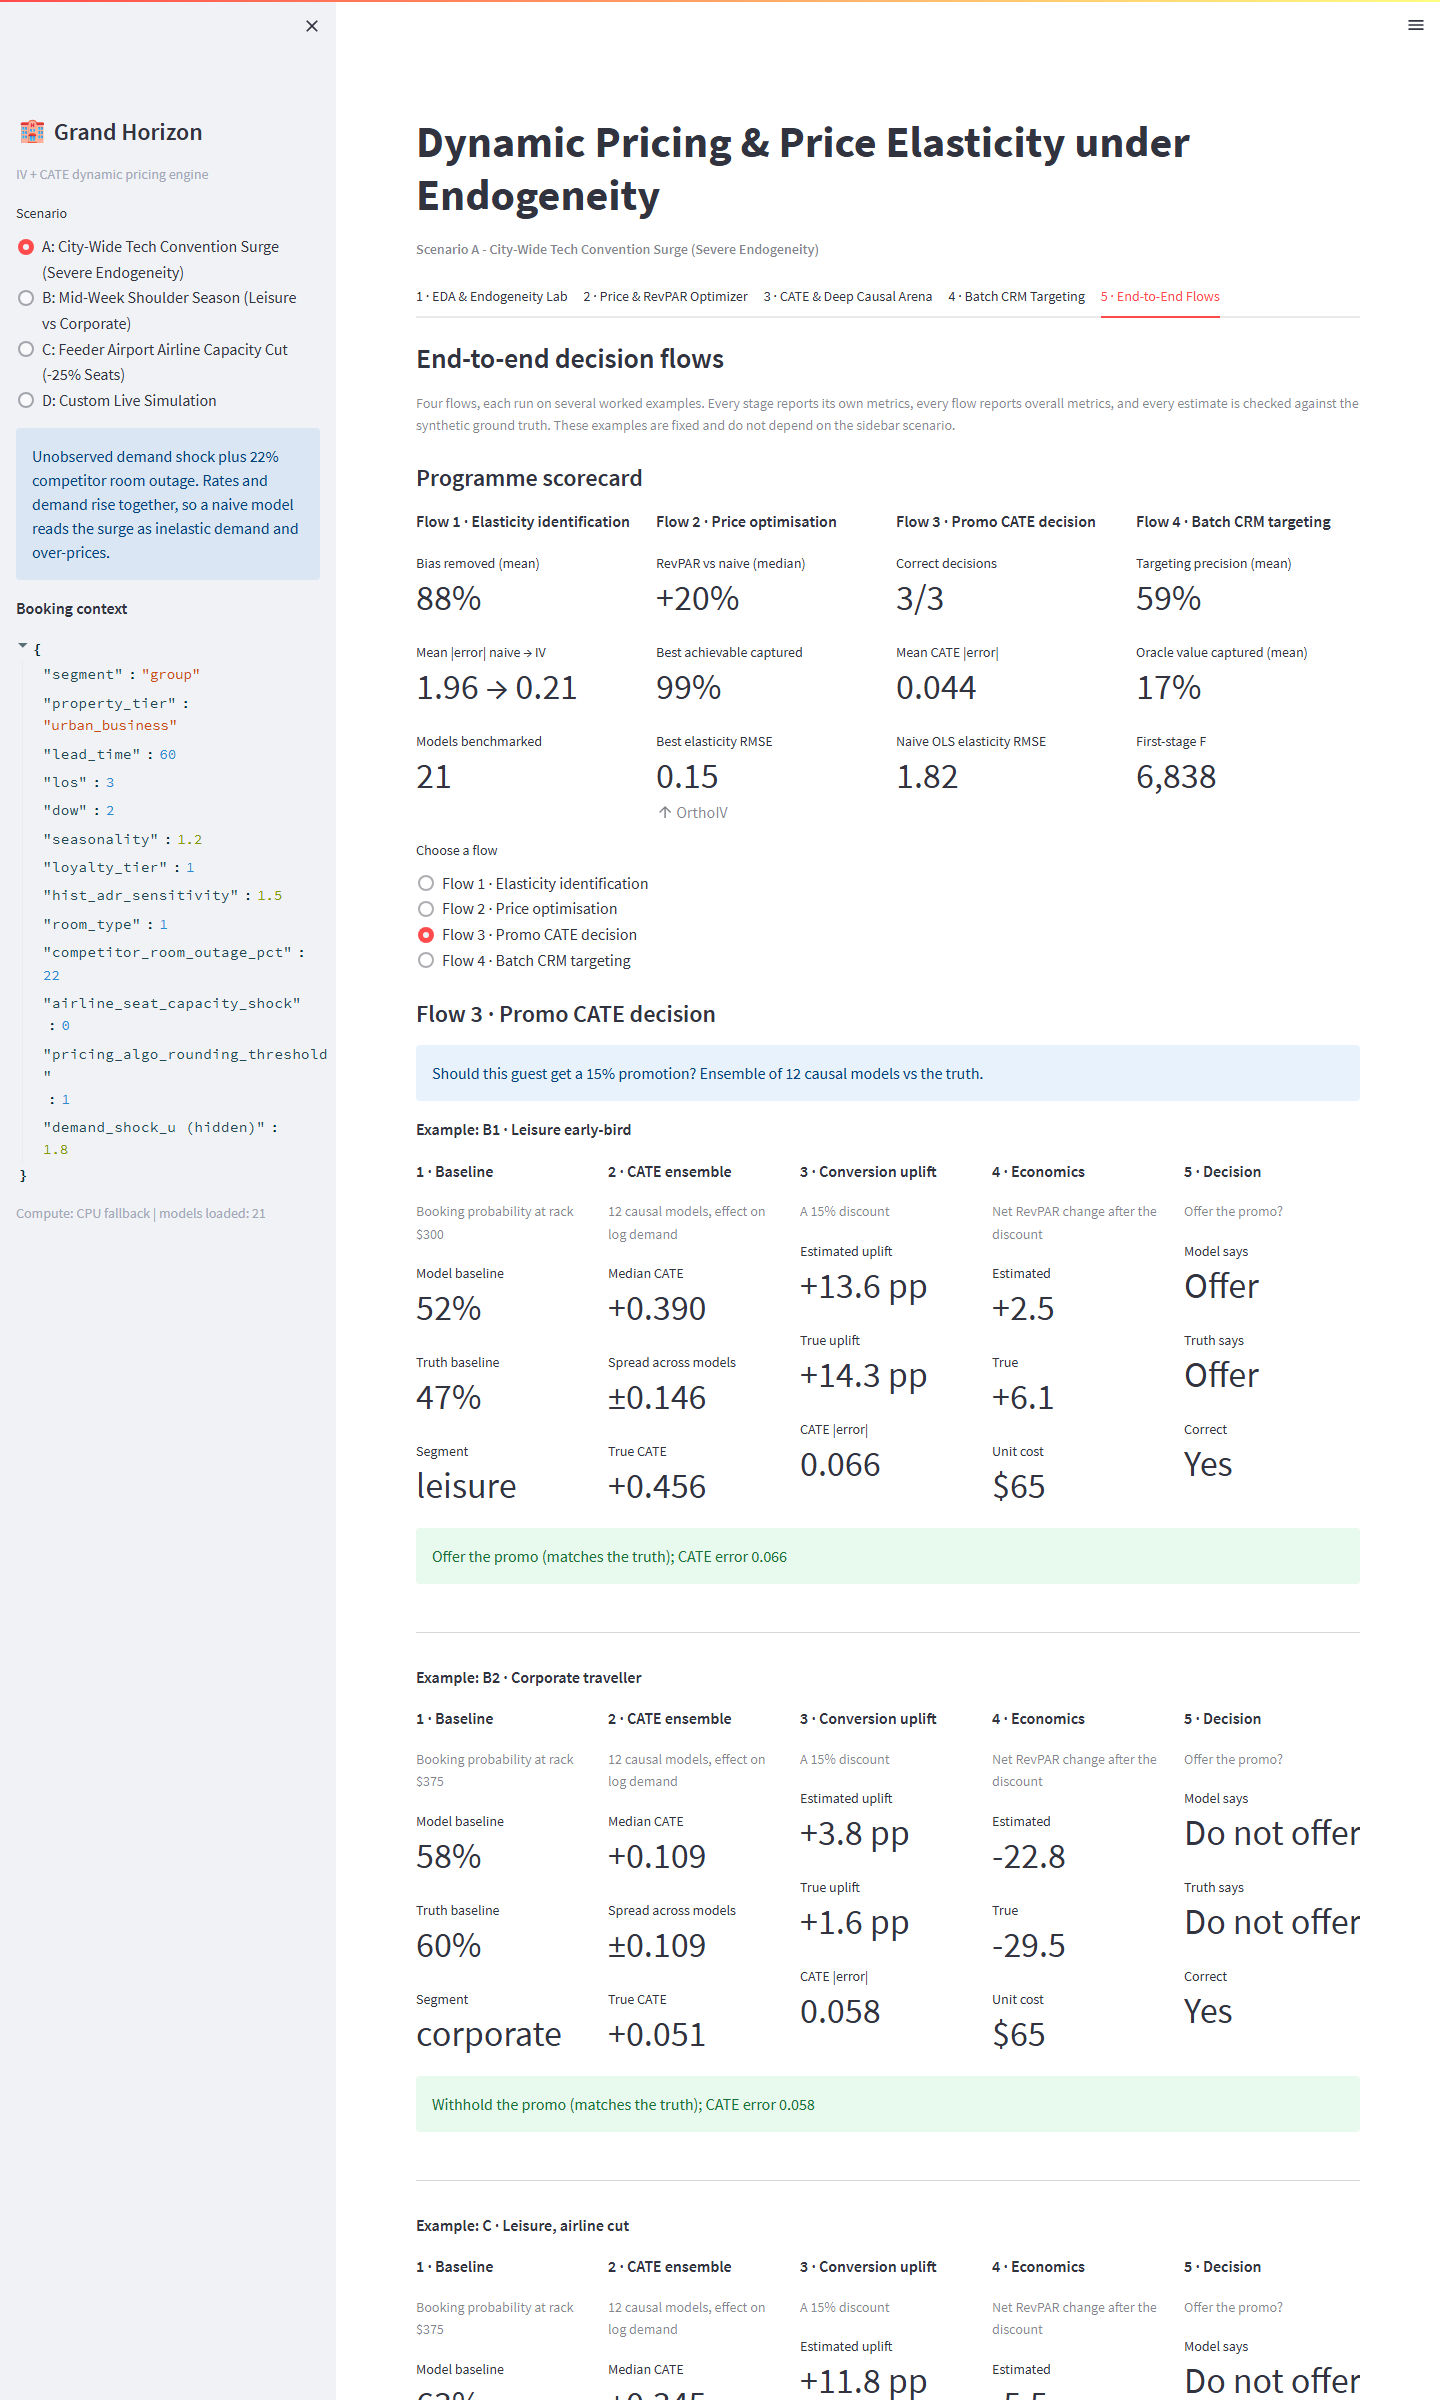 Grand Horizon
IV + CATE dynamic pricing engine
Scenario
A: City-Wide Tech Convention Surge
(Severe Endogeneity)
B: Mid-Week Shoulder Season (Leisure
vs Corporate)
C: Feeder Airport Airline Capacity Cut
(-25% Seats)
D: Custom Live Simulation
Unobserved demand shock plus 22%
competitor room outage. Rates and
demand rise together, so a naive model
reads the surge as inelastic demand and
over-prices.
Booking context
{
"segment" : "group"
"property_tier" :
"urban_business"
"lead_time" : 60
"los" : 3
"dow" : 2
"seasonality" : 1.2
"loyalty_tier" : 1
"hist_adr_sensitivity" : 1.5
"room_type" : 1
"competitor_room_outage_pct" :
22
"airline_seat_capacity_shock"
: 0
"pricing_algo_rounding_threshold
"
: 1
"demand_shock_u (hidden)" :
1.8
}
Compute: CPU fallback | models loaded: 21
Dynamic Pricing & Price Elasticity under
Endogeneity
Scenario A - City-Wide Tech Convention Surge (Severe Endogeneity)
1 · EDA & Endogeneity Lab 2 · Price & RevPAR Optimizer 3 · CATE & Deep Causal Arena 4 · Batch CRM Targeting 5 · End-to-End Flows
End-to-end decision flows
Four flows, each run on several worked examples. Every stage reports its own metrics, every flow reports overall metrics, and every estimate is checked against the
synthetic ground truth. These examples are fixed and do not depend on the sidebar scenario.
Programme scorecard
Flow 1 · Elasticity identification Flow 2 · Price optimisation Flow 3 · Promo CATE decision Flow 4 · Batch CRM targeting
Bias removed (mean) RevPAR vs naive (median) Correct decisions Targeting precision (mean)
88% +20% 3/3 59%
Mean |error| naive → IV Best achievable captured Mean CATE |error| Oracle value captured (mean)
1.96 → 0.21 99% 0.044 17%
Models benchmarked Best elasticity RMSE Naive OLS elasticity RMSE First-stage F
21 0.15 1.82 6,838
↑ OrthoIV
Choose a flow
Flow 1 · Elasticity identification
Flow 2 · Price optimisation
Flow 3 · Promo CATE decision
Flow 4 · Batch CRM targeting
Flow 3 · Promo CATE decision
Should this guest get a 15% promotion? Ensemble of 12 causal models vs the truth.
Example: B1 · Leisure early-bird
1 · Baseline
Booking probability at rack
$300
Model baseline
52%
Truth baseline
47%
Segment
leisure
2 · CATE ensemble
12 causal models, effect on
log demand
Median CATE
+0.390
Spread across models
±0.146
True CATE
+0.456
3 · Conversion uplift
A 15% discount
Estimated uplift
+13.6 pp
True uplift
+14.3 pp
CATE |error|
0.066
4 · Economics
Net RevPAR change after the
discount
Estimated
+2.5
True
+6.1
Unit cost
$65
5 · Decision
Offer the promo?
Model says
Offer
Truth says
Offer
Correct
Yes
Offer the promo (matches the truth); CATE error 0.066
Example: B2 · Corporate traveller
1 · Baseline
Booking probability at rack
$375
Model baseline
58%
Truth baseline
60%
Segment
corporate
2 · CATE ensemble
12 causal models, effect on
log demand
Median CATE
+0.109
Spread across models
±0.109
True CATE
+0.051
3 · Conversion uplift
A 15% discount
Estimated uplift
+3.8 pp
True uplift
+1.6 pp
CATE |error|
0.058
4 · Economics
Net RevPAR change after the
discount
Estimated
-22.8
True
-29.5
Unit cost
$65
5 · Decision
Offer the promo?
Model says
Do not offer
Truth says
Do not offer
Correct
Yes
Withhold the promo (matches the truth); CATE error 0.058
Example: C · Leisure, airline cut
1 · Baseline
Booking probability at rack
$375
Model baseline
2 · CATE ensemble
12 causal models, effect on
log demand
Median CATE
3 · Conversion uplift
A 15% discount
Estimated uplift
+11.8 pp
4 · Economics
Net RevPAR change after the
discount
Estimated
5 · Decision
Offer the promo?
Model says
Do not offer